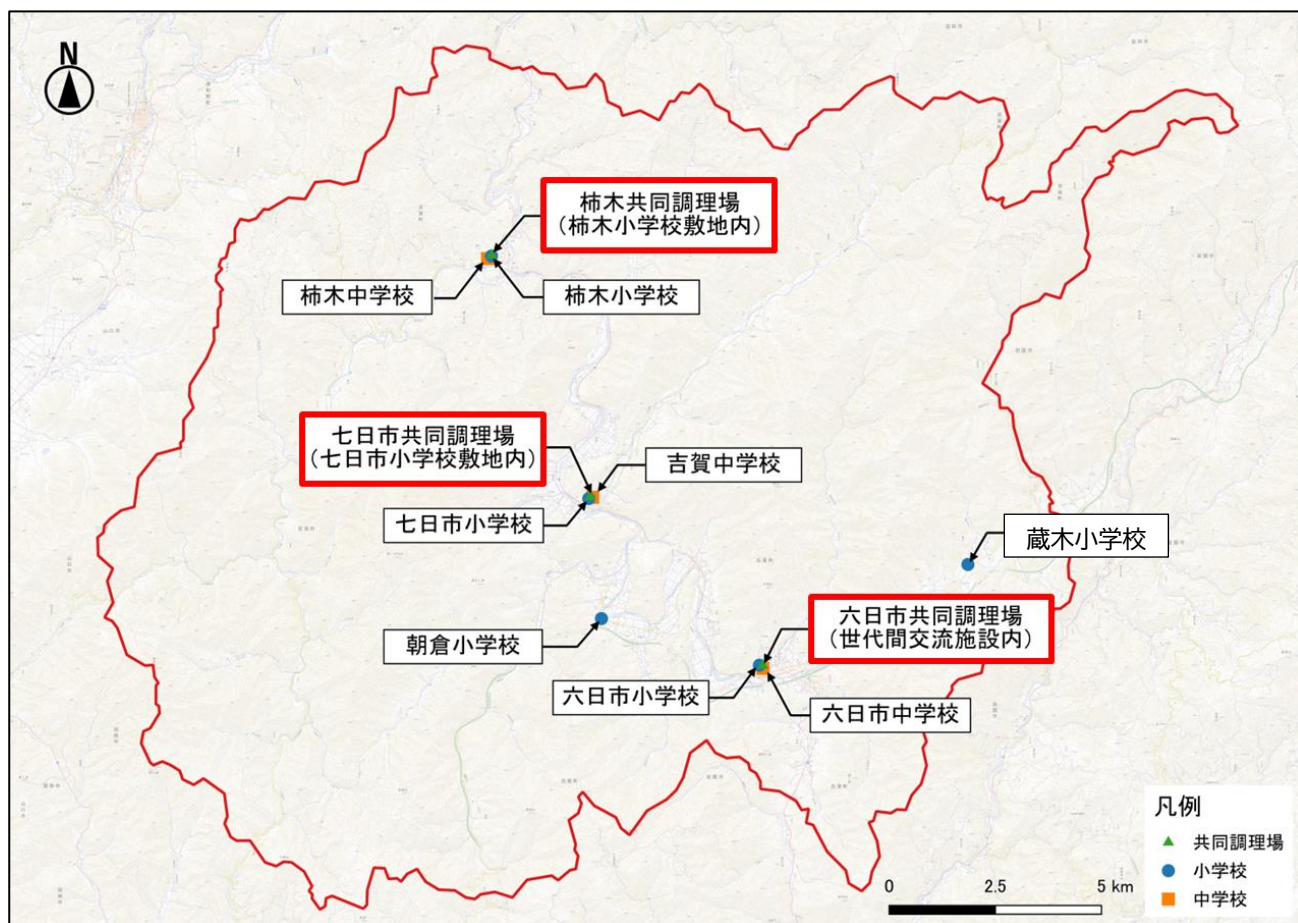 N
柿木共同調理場
（柿木小学校敷地内）
柿木中学校
柿木小学校
七日市共同調理場
（七日市小学校敷地内）
吉賀中学校
七日市小学校
蔵木小学校
六日市共同調理場
（世代間交流施設内）
朝倉小学校
六日市小学校
六日市中学校
凡例
共同調理場
小学校
中学校
0 2.5 5 km